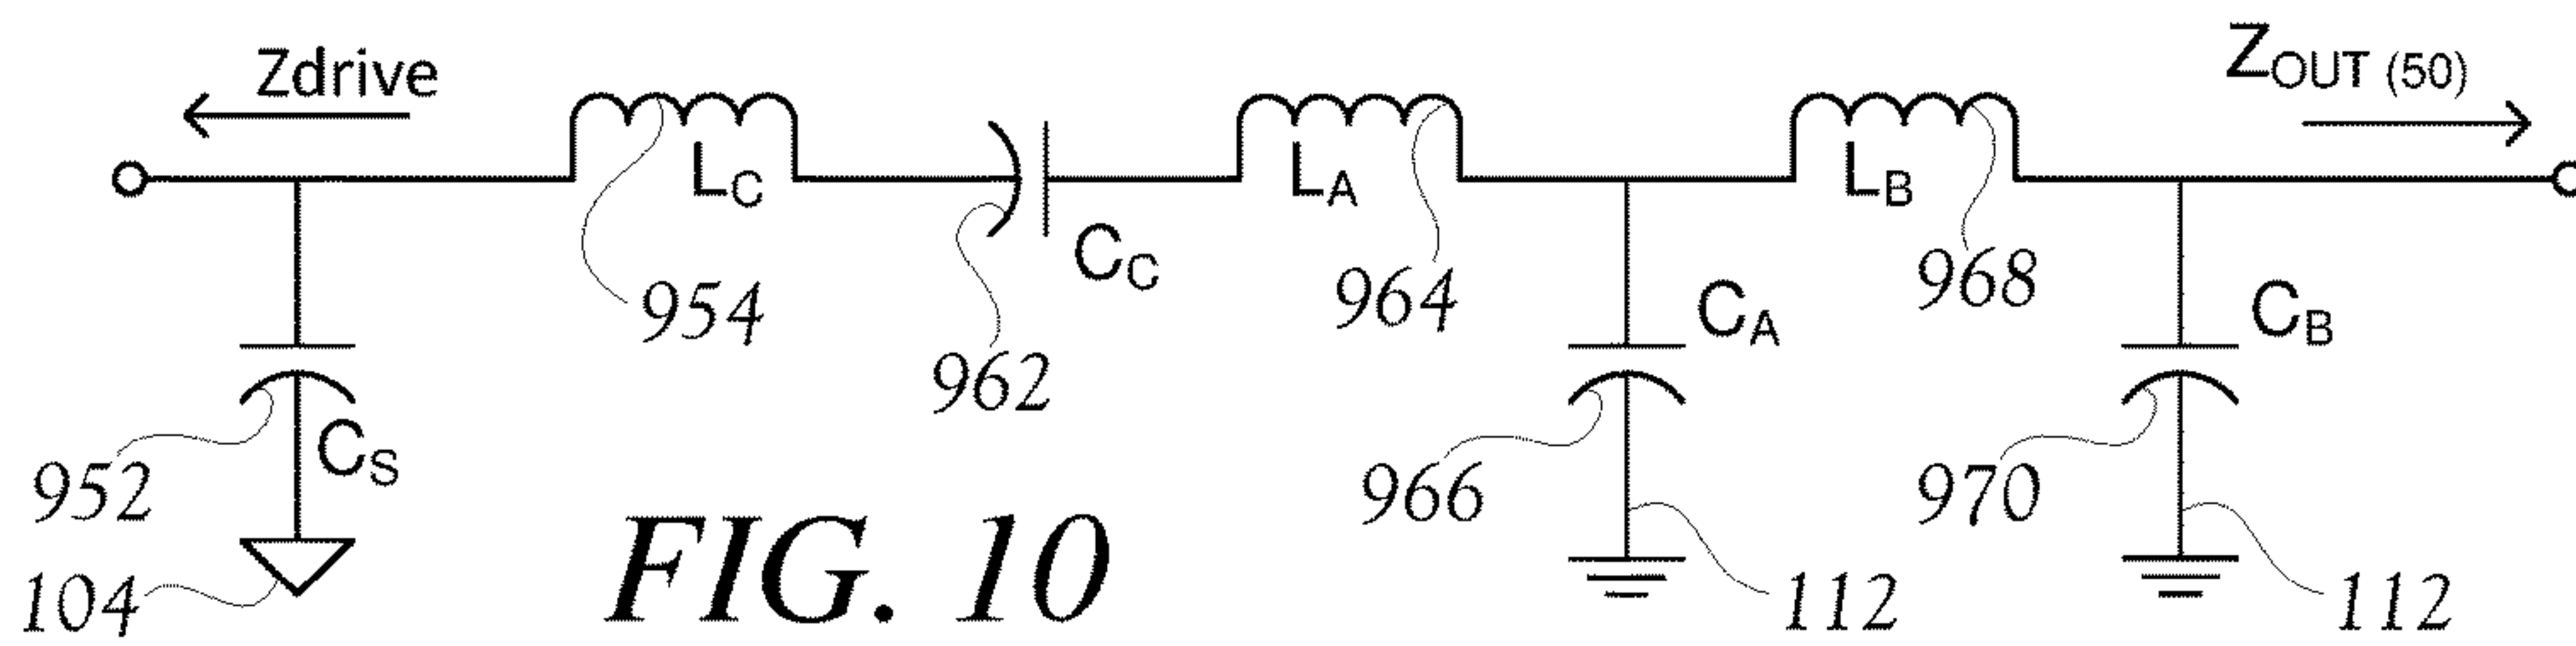 Zdrive
ZOUT (50)
LC
LA
LB
CC
954
964
968
962
CA
CB
CS
952
966
970
104
FIG. 10
112
112